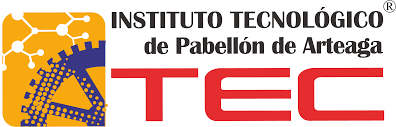 INSTITUTO TECNOLÓGICO ®
de Pabellón de Arteaga
TEC